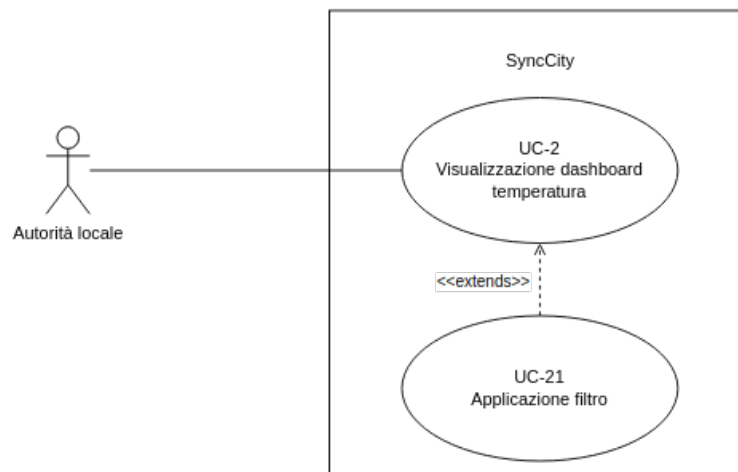 SyncCity
UC-2
Visualizzazione dashboard
temperatura
Autorità locale
<<extends>>
UC-21
Applicazione filtro